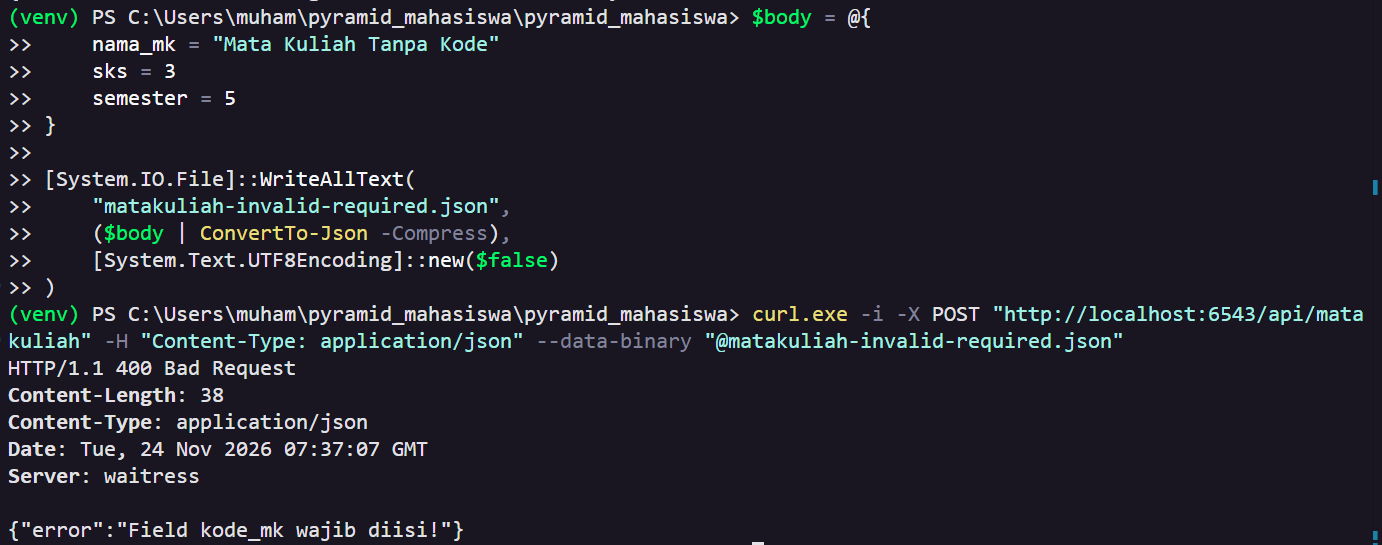 (venv) PS C:\Users\muham\pyramid_mahasiswa\pyramid_mahasiswa> $body = @{
>>     nama_mk = "Mata Kuliah Tanpa Kode"
>>     sks = 3
>>     semester = 5
>> }
>>
>> [System.IO.File]::WriteAllText(
>>     "matakuliah-invalid-required.json",
>>     ($body | ConvertTo-Json -Compress),
>>     [System.Text.UTF8Encoding]::new($false)
>> )
(venv) PS C:\Users\muham\pyramid_mahasiswa\pyramid_mahasiswa> curl.exe -i -X POST "http://localhost:6543/api/mata
kuliah" -H "Content-Type: application/json" --data-binary "@matakuliah-invalid-required.json"
HTTP/1.1 400 Bad Request
Content-Length: 38
Content-Type: application/json
Date: Tue, 24 Nov 2026 07:37:07 GMT
Server: waitress

{"error":"Field kode_mk wajib diisi!"}